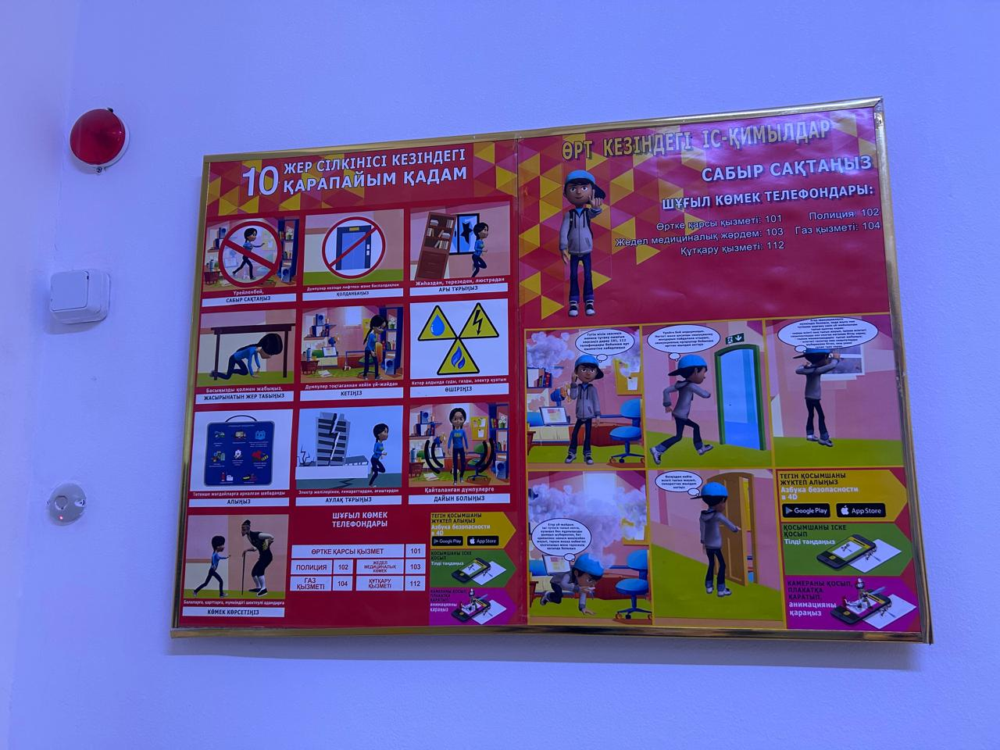 10 ЖЕР СІЛКІНІСІ КЕЗІНДЕГІ
ҚАРАПАЙЫМ ҚАДАМ
Үрейленбей,
САБЫР САҚТАҢЫЗ
Дүмпулер кезінде лифтпен және баспалдақпен
ҚОЛДАНБАҢЫЗ
Жиһаздан, терезеден, люстрадан
АРЫ ТҰРЫҢЫЗ
Басыңызды қолмен жабыңыз,
ЖАСЫРЫНАТЫН ЖЕР ТАБЫҢЫЗ
Дүмпулер тоқтағаннан кейін үй-жайдан
КЕТІҢІЗ
Кетер алдында суды, газды, электр қуатын
ӨШІРІҢІЗ
Төтенше жағдайларға арналған шабаданды
АЛЫҢЫЗ
Электр желілерінен, ғимараттардан, ағаштардан
АУЛАҚ ТҰРЫҢЫЗ
Қайталанған дүмпулерге
ДАЙЫН БОЛЫҢЫЗ
Балаларға, қарттарға, мүмкіндігі шектеулі адамдарға
КӨМЕК КӨРСЕТІҢІЗ
ШҰҒЫЛ КӨМЕК
ТЕЛЕФОНДАРЫ
ӨРТКЕ ҚАРСЫ ҚЫЗМЕТ 101
ПОЛИЦИЯ 102 ЖЕДЕЛ МЕДИЦИНАЛЫҚ КӨМЕК 103
ГАЗ ҚЫЗМЕТІ 104 ҚҰТҚАРУ ҚЫЗМЕТІ 112
ТЕГІН ҚОСЫМШАНЫ
ЖҮКТЕП АЛЫҢЫЗ
Азбука безопасности
в 4D
Google Play App Store
ҚОСЫМШАНЫ ІСКЕ
ҚОСЫП
Тілді таңдаңыз
КАМЕРАНЫ ҚОСЫП,
ПЛАКАТҚА
ҚАРАТЫП,
анимацияны
қараңыз
ӨРТ КЕЗІНДЕГІ ІС-ҚИМЫЛДАР
САБЫР САҚТАҢЫЗ
ШҰҒЫЛ КӨМЕК ТЕЛЕФОНДАРЫ:
Өртке қарсы қызметі: 101 Полиция: 102
Жедел медициналық жәрдем: 103 Газ қызметі: 104
Құтқару қызметі: 112
ТЕГІН ҚОСЫМШАНЫ
ЖҮКТЕП АЛЫҢЫЗ
Азбука безопасности
в 4D
Google Play App Store
ҚОСЫМШАНЫ ІСКЕ
ҚОСЫП
Тілді таңдаңыз
КАМЕРАНЫ ҚОСЫП,
ПЛАКАТҚА
ҚАРАТЫП,
анимацияны
қараңыз